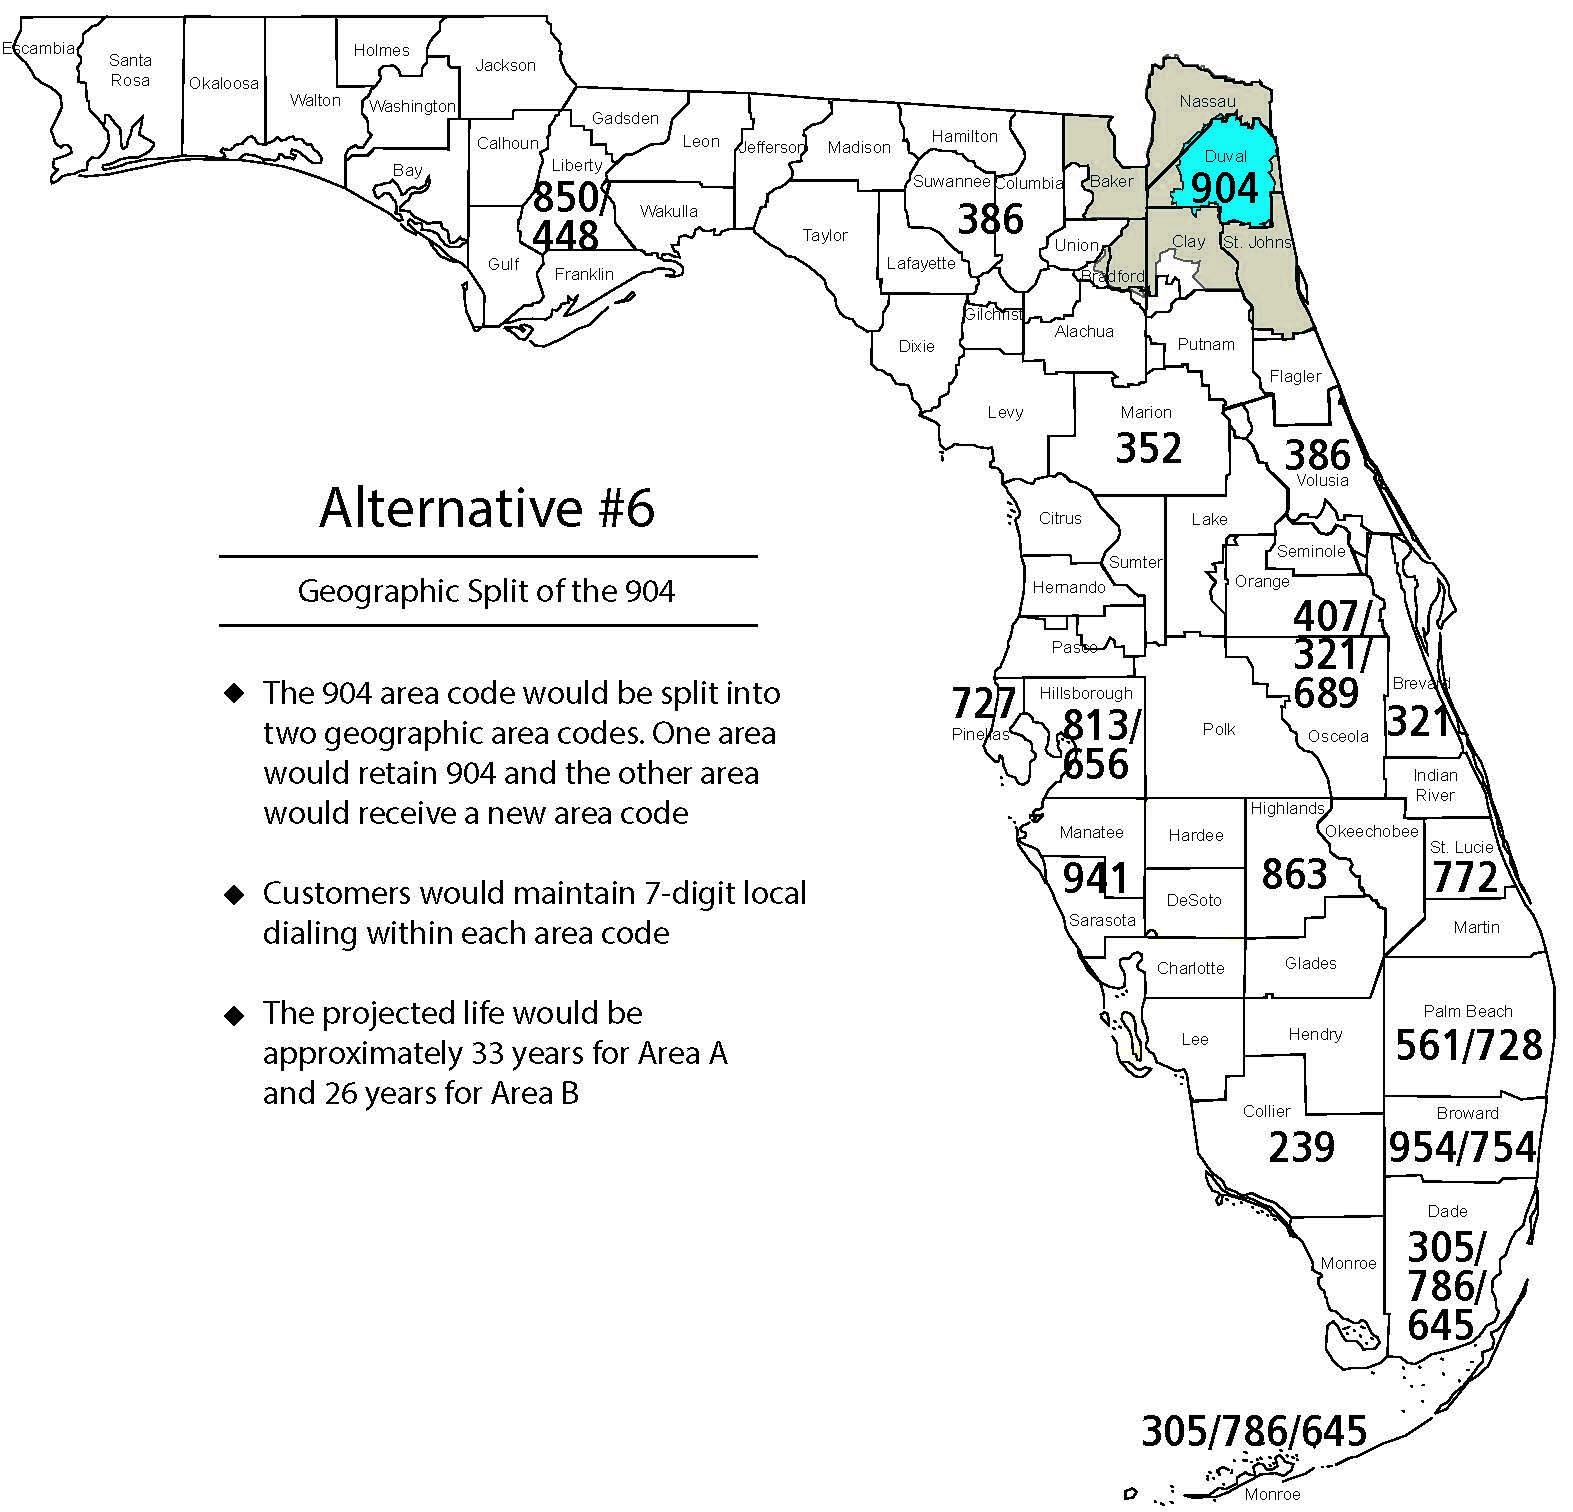 Escambia
Santa
Rosa
Okaloosa
Walton
Holmes
Washington
Jackson
Bay
Calhoun
Gulf
Gadsden
Liberty
850/
448
Franklin
Leon
Wakulla
Jefferson
Madison
Taylor
Hamilton
Suwannee
Columbia
386
Lafayette
Dixie
Gilchrist
Union
Bradford
Baker
Nassau
Duval
904
Clay
St. Johns
Alachua
Putnam
Flagler
Levy
Marion
352
386
Volusia
Alternative #6
Geographic Split of the 904
◆ The 904 area code would be split into
two geographic area codes. One area
would retain 904 and the other area
would receive a new area code
◆ Customers would maintain 7-digit local
dialing within each area code
◆ The projected life would be
approximately 33 years for Area A
and 26 years for Area B
Citrus
Hernando
Sumter
Lake
Seminole
Orange
407/
321/
689
Pasco
727
Pinellas
Hillsborough
813/
656
Polk
Osceola
Brevard
321
Indian
River
Manatee
941
Sarasota
Hardee
DeSoto
Highlands
863
Okeechobee
St. Lucie
772
Martin
Charlotte
Glades
Lee
Hendry
Palm Beach
561/728
Collier
239
Broward
954/754
Dade
305/
786/
645
Monroe
305/786/645
Monroe